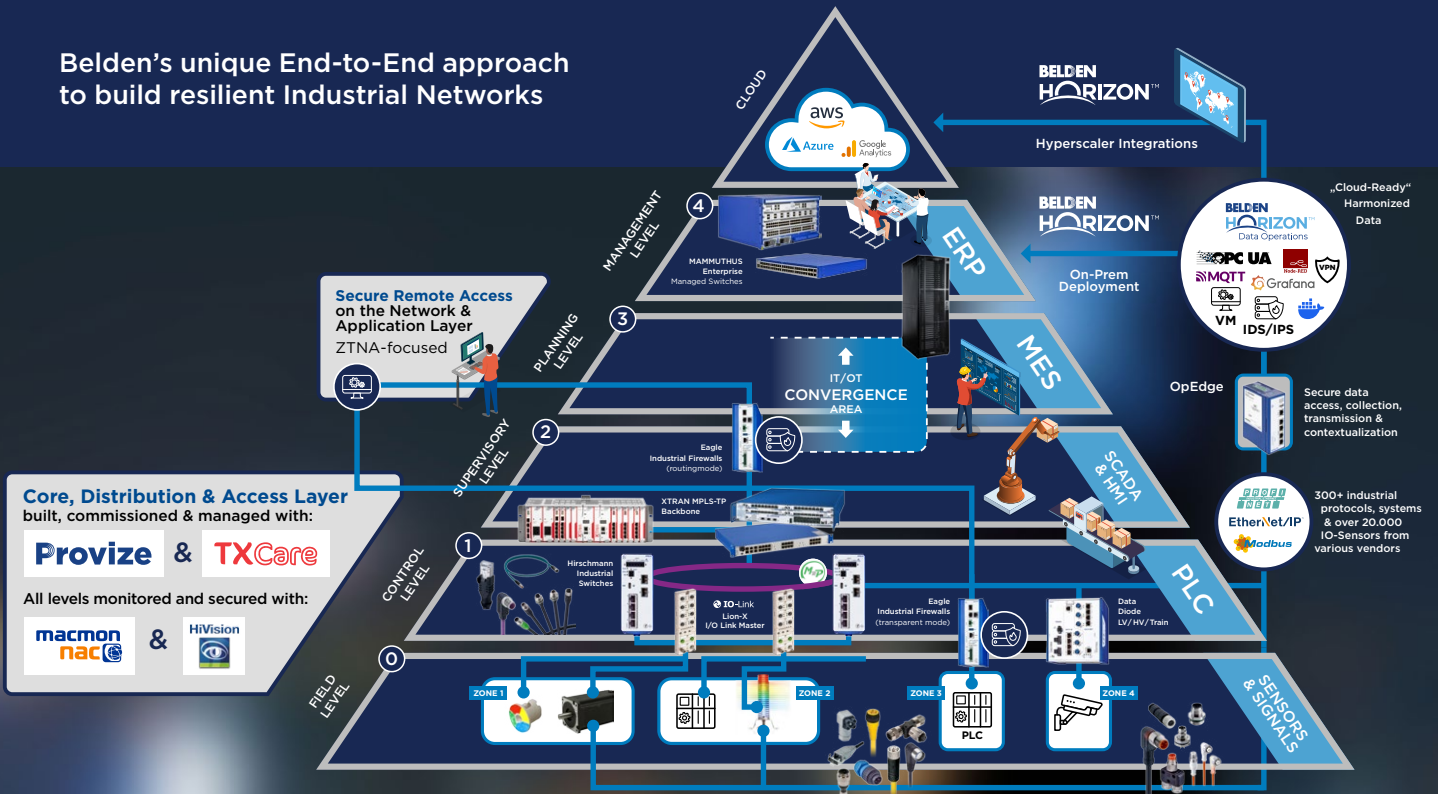 Belden’s unique End-to-End approach
to build resilient Industrial Networks
CLOUD
aws
Azure
Google
Analytics
BELDEN
HORIZON™
Hyperscaler Integrations
„Cloud-Ready“
Harmonized
Data
BELDEN
HORIZON™
Data Operations
OPC UA
Node-RED
VPN
MQTT
Grafana
VM
IDS/IPS
BELDEN
HORIZON™
On-Prem
Deployment
MANAGEMENT
LEVEL
4
MAMMUTHUS
Enterprise
Managed Switches
ERP
Secure Remote Access
on the Network &
Application Layer
ZTNA-focused
PLANNING
LEVEL
3
IT/OT
CONVERGENCE
AREA
MES
OpEdge
Secure data
access, collection,
transmission &
contextualization
SUPERVISORY
LEVEL
2
Eagle
Industrial Firewalls
(routingmode)
XTRAN MPLS-TP
Backbone
SCADA
& HMI
PROFI
NET
EtherNet/IP
Modbus
300+ industrial
protocols, systems
& over 20.000
IO-Sensors from
various vendors
Core, Distribution & Access Layer
built, commissioned & managed with:
Provize & TXCare
All levels monitored and secured with:
macmon
nac
&
HiVision
CONTROL
LEVEL
1
Hirschmann
Industrial
Switches
IO-Link
Lion-X
I/O Link Master
Eagle
Industrial Firewalls
(transparent mode)
Data
Diode
LV/HV/Train
PLC
FIELD
LEVEL
0
ZONE 1
ZONE 2
ZONE 3
PLC
ZONE 4
SENSORS
& SIGNALS